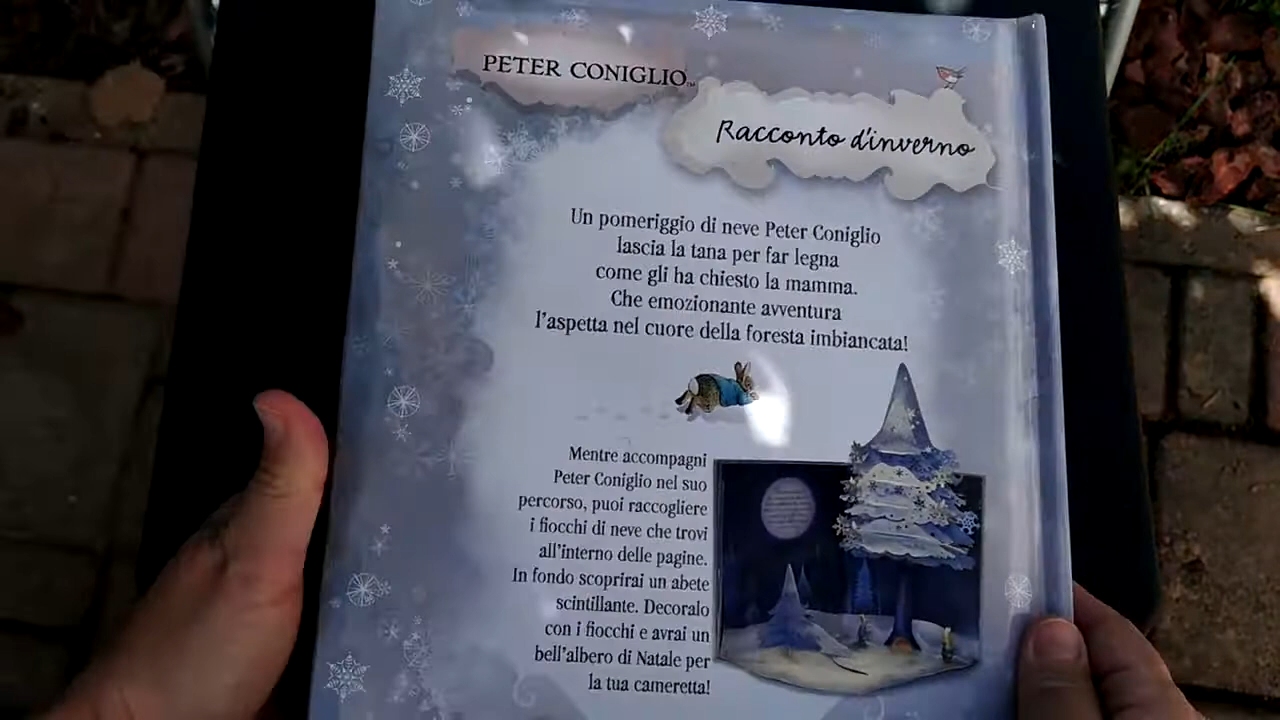 PETER CONIGLIO™
Racconto d'inverno
Un pomeriggio di neve Peter Coniglio
lascia la tana per far legna
come gli ha chiesto la mamma.
Che emozionante avventura
l'aspetta nel cuore della foresta imbiancata!
Mentre accompagni
Peter Coniglio nel suo
percorso, puoi raccogliere
i fiocchi di neve che trovi
all'interno delle pagine.
In fondo scoprirai un abete
scintillante. Decoralo
con i fiocchi e avrai un
bell'albero di Natale per
la tua cameretta!